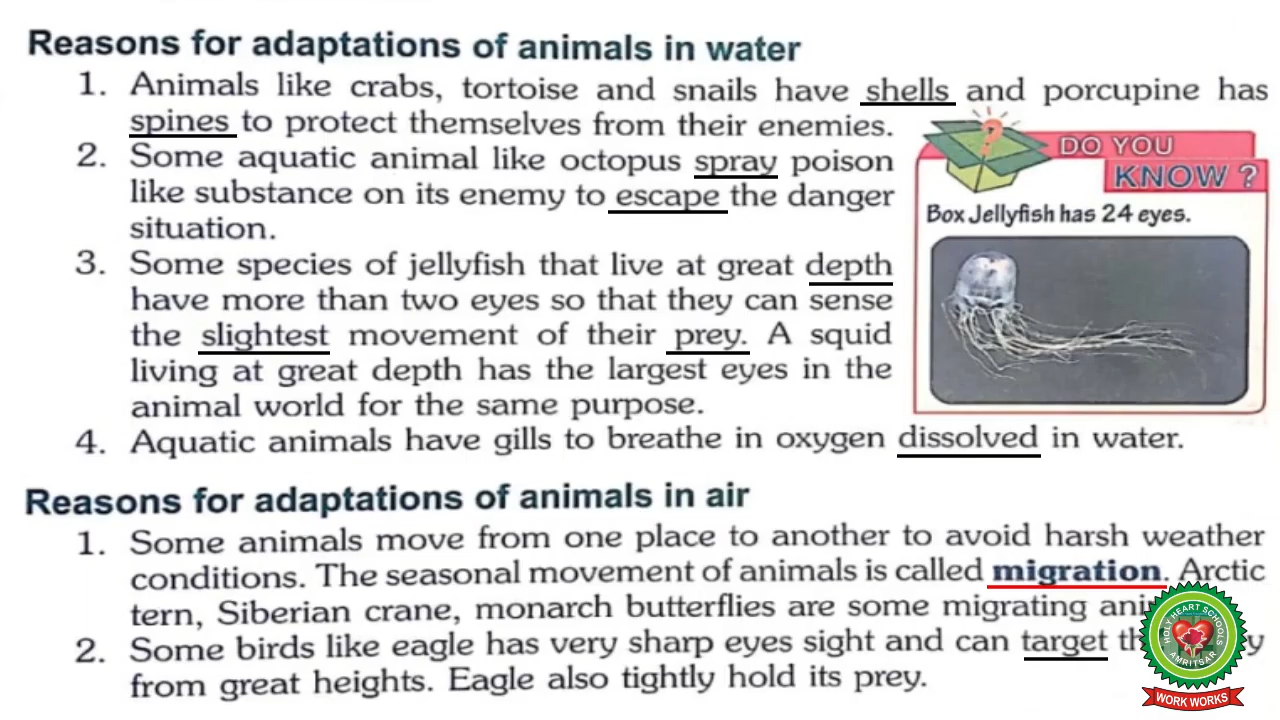 Reasons for adaptations of animals in water
1. Animals like crabs, tortoise and snails have shells and porcupine has
spines to protect themselves from their enemies.
2. Some aquatic animal like octopus spray poison
like substance on its enemy to escape the danger
situation.
3. Some species of jellyfish that live at great depth
have more than two eyes so that they can sense
the slightest movement of their prey. A squid
living at great depth has the largest eyes in the
animal world for the same purpose.
4. Aquatic animals have gills to breathe in oxygen dissolved in water.
?
DO YOU
KNOW ?
Box Jellyfish has 24 eyes.
Reasons for adaptations of animals in air
1. Some animals move from one place to another to avoid harsh weather
conditions. The seasonal movement of animals is called migration. Arctic
tern, Siberian crane, monarch butterflies are some migrating
2. Some birds like eagle has very sharp eyes sight and can target
from great heights. Eagle also tightly hold its prey.
HOLY HEART SCHOOLS
AMRITSAR
WORK WORKS